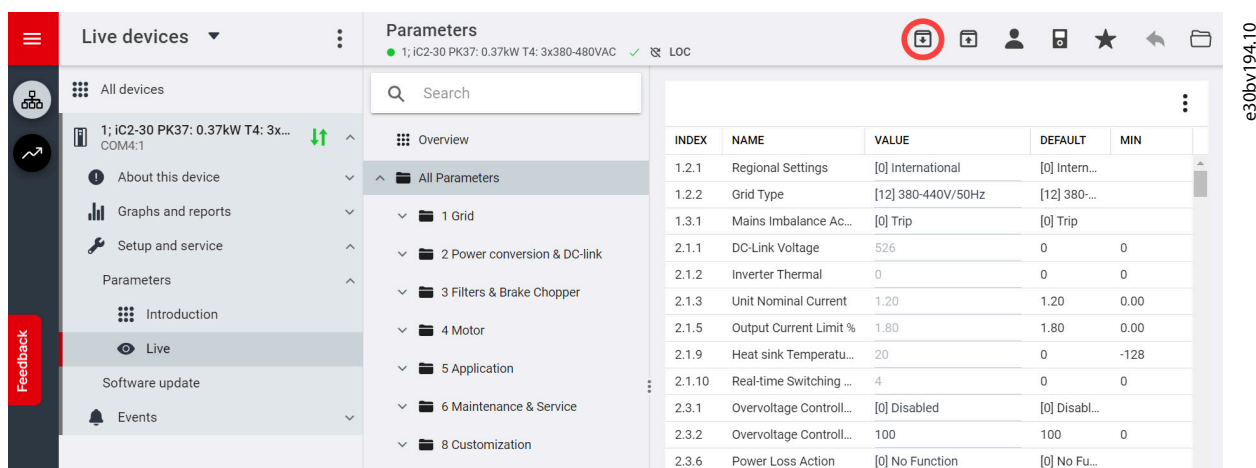 Live devices
Parameters
1; iC2-30 PK37: 0.37kW T4: 3x380-480VAC LOC
All devices
1; iC2-30 PK37: 0.37kW T4: 3x...
COM4:1
About this device
Graphs and reports
Setup and service
Parameters
Introduction
Live
Software update
Events
Feedback
Search
Overview
All Parameters
1 Grid
2 Power conversion & DC-link
3 Filters & Brake Chopper
4 Motor
5 Application
6 Maintenance & Service
8 Customization
INDEX NAME VALUE DEFAULT MIN
1.2.1 Regional Settings [0] International [0] Intern...
1.2.2 Grid Type [12] 380-440V/50Hz [12] 380-...
1.3.1 Mains Imbalance Ac... [0] Trip [0] Trip
2.1.1 DC-Link Voltage 526 0 0
2.1.2 Inverter Thermal 0 0 0
2.1.3 Unit Nominal Current 1.20 1.20 0.00
2.1.5 Output Current Limit % 1.80 1.80 0.00
2.1.9 Heat sink Temperatu... 20 0 -128
2.1.10 Real-time Switching ... 4 0 0
2.3.1 Overvoltage Controll... [0] Disabled [0] Disabl...
2.3.2 Overvoltage Controll... 100 100 0
2.3.6 Power Loss Action [0] No Function [0] No Fu...
e30bv194.10